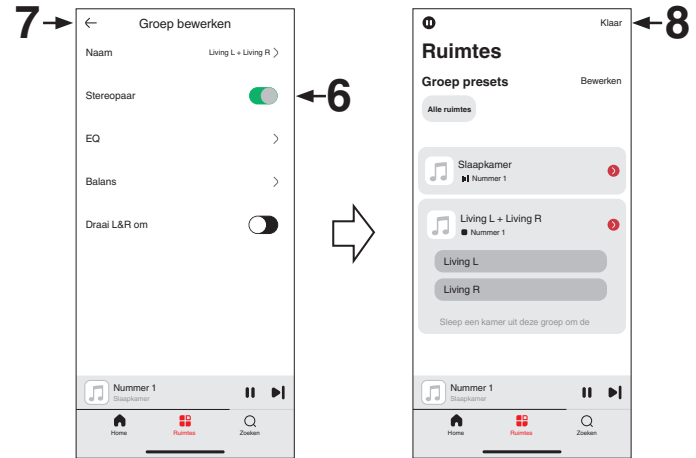 7
Groep bewerken
Naam
Living L + Living R
Stereopaar
6
EQ
Balans
Draai L&R om
Nummer 1
Slaapkamer
Home
Ruimtes
Zoeken
Klaar
8
Ruimtes
Groep presets
Bewerken
Alle ruimtes
Slaapkamer
Nummer 1
Living L + Living R
Nummer 1
Living L
Living R
Sleep een kamer uit deze groep om de
Nummer 1
Slaapkamer
Home
Ruimtes
Zoeken